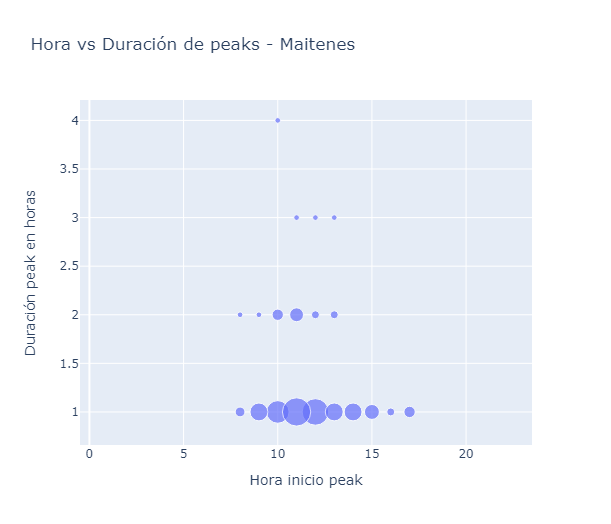 Hora vs Duración de peaks - Maitenes
Duración peak en horas
4
3.5
3
2.5
2
1.5
1
0 5 10 15 20
Hora inicio peak